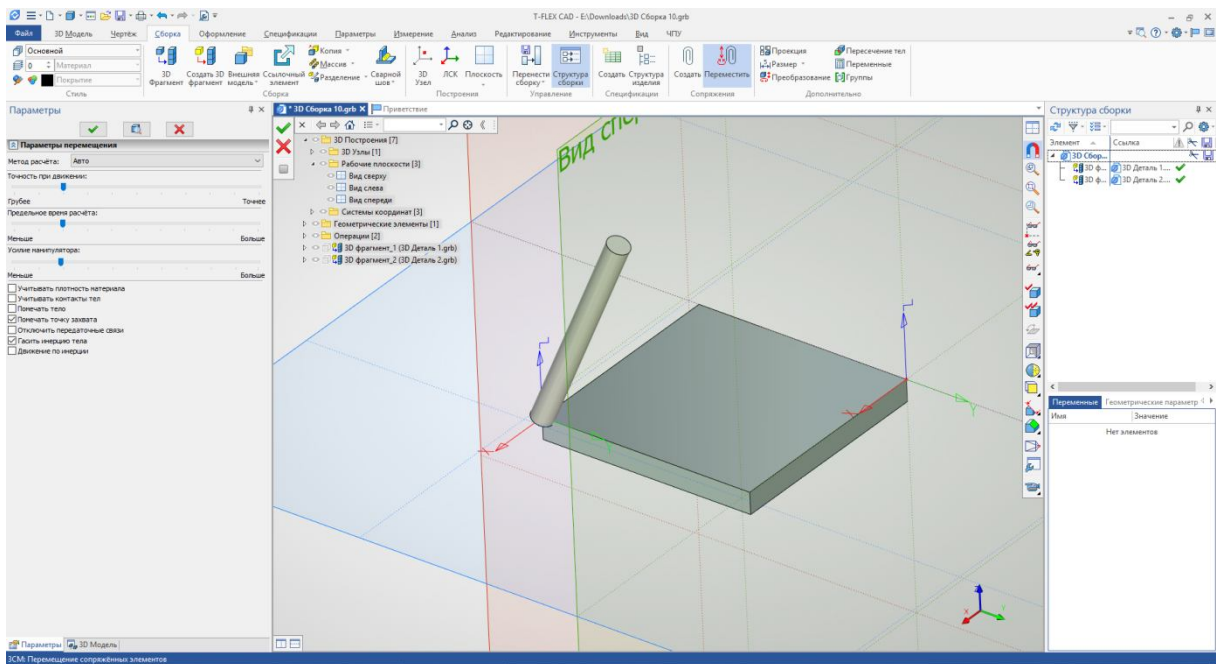 T-FLEX CAD - E:\Downloads\3D Сборка 10.grb
Файл 3D Модель Чертёж Сборка Оформление Спецификации Параметры Измерение Анализ Редактирование Инструменты Вид ЧПУ
Основной
0 Материал
Покрытие
Стиль
3D Фрагмент
Создать 3D фрагмент
Внешняя модель
Ссылочный элемент
Копия
Массив
Разделение
Сварной шов
Сборка
3D Узел
ЛСК
Плоскость
Построения
Перенести сборку
Структура сборки
Управление
Создать
Структура изделия
Спецификации
Создать
Переместить
Сопряжения
Проекция
Размер
Преобразование
Пересечение тел
Переменные
Группы
Дополнительно
Параметры
Параметры перемещения
Метод расчёта: Авто
Точность при движении:
Грубее Точнее
Предельное время расчёта:
Меньше Больше
Усилие манипулятора:
Меньше Больше
Учитывать плотность материала
Учитывать контакты тел
Помечать тело
Помечать точку захвата
Отключить передаточные связи
Гасить инерцию тела
Движение по инерции
Параметры 3D Модель
3CM: Перемещение сопряжённых элементов
* 3D Сборка 10.grb X Приветствие
3D Построения [7]
3D Узлы [1]
Рабочие плоскости [3]
Вид сверху
Вид слева
Вид спереди
Системы координат [3]
Геометрические элементы [1]
Операции [2]
3D фрагмент_1 (3D Деталь 1.grb)
3D фрагмент_2 (3D Деталь 2.grb)
X
Y
X
Y
X
Структура сборки
Элемент Ссылка
3D Сбор...
3D ф... 3D Деталь 1....
3D ф... 3D Деталь 2....
Переменные Геометрические параметр
Имя Значение
Нет элементов